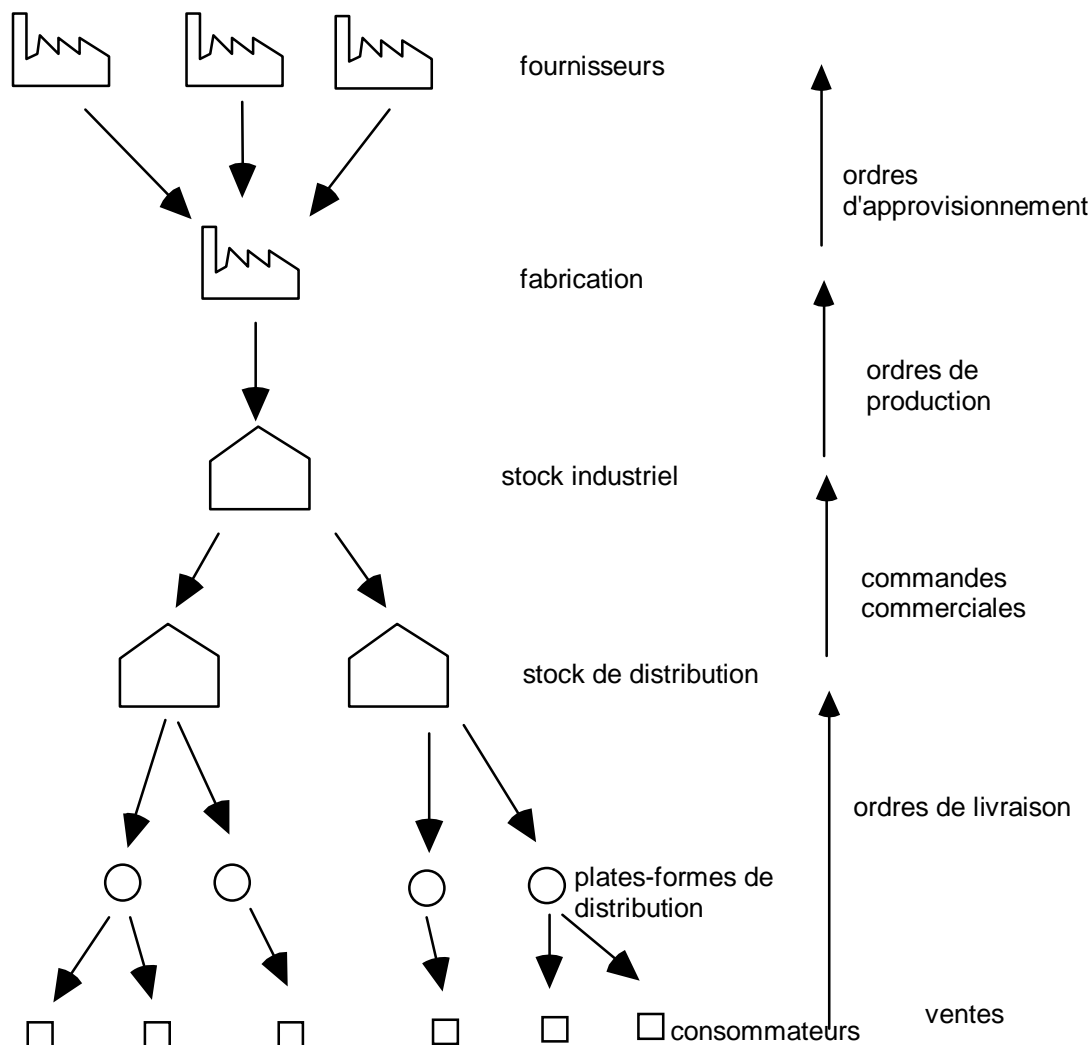 fournisseurs
ordres
d'approvisionnement
fabrication
ordres de
production
stock industriel
commandes
commerciales
stock de distribution
ordres de livraison
plates-formes de
distribution
ventes
consommateurs